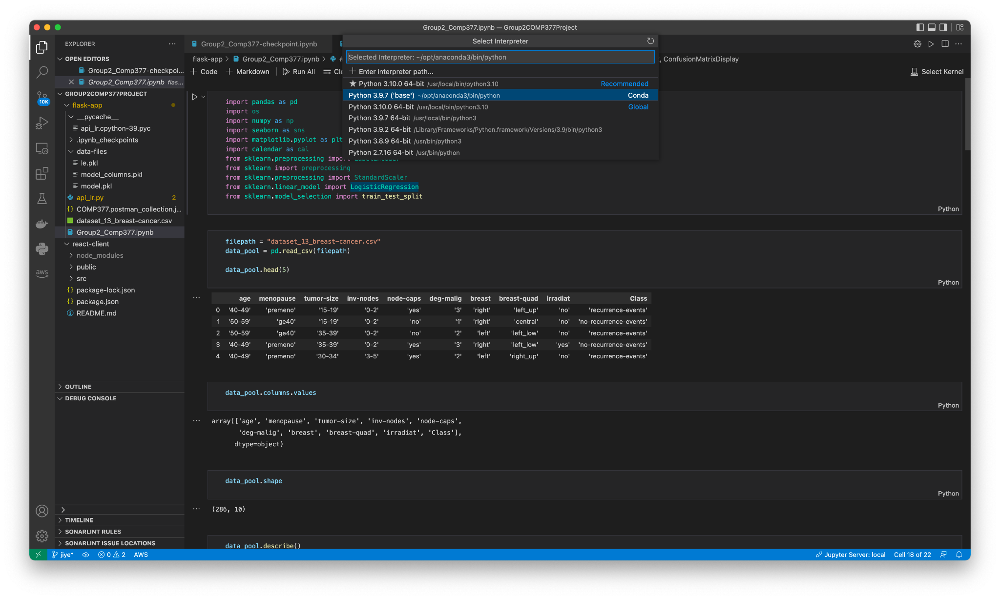 Group2_Comp377.ipynb — Group2COMP377Project
EXPLORER
OPEN EDITORS
Group2_Comp377-checkpoi...
Group2_Comp377.ipynb flas...
GROUP2COMP377PROJECT
flask-app
__pycache__
api_lr.cpython-39.pyc
.ipynb_checkpoints
data-files
le.pkl
model_columns.pkl
model.pkl
api_lr.py 2
COMP377.postman_collection.j...
dataset_13_breast-cancer.csv
Group2_Comp377.ipynb
react-client
node_modules
public
src
package-lock.json
package.json
README.md
OUTLINE
DEBUG CONSOLE
TIMELINE
SONARLINT RULES
SONARLINT ISSUE LOCATIONS
10K
aws
Group2_Comp377-checkpoint.ipynb
flask-app > Group2_Comp377.ipynb > #
, ConfusionMatrixDisplay
+ Code + Markdown Run All Cle
Select Kernel
Select Interpreter
Selected Interpreter: ~/opt/anaconda3/bin/python
+ Enter interpreter path...
★ Python 3.10.0 64-bit /usr/local/bin/python3.10 Recommended
Python 3.9.7 ('base') ~/opt/anaconda3/bin/python Conda
Python 3.10.0 64-bit /usr/local/bin/python3.10 Global
Python 3.9.7 64-bit /usr/local/bin/python3
Python 3.9.2 64-bit /Library/Frameworks/Python.framework/Versions/3.9/bin/python3
Python 3.8.9 64-bit /usr/bin/python3
Python 2.7.16 64-bit /usr/bin/python
import pandas as pd
import os
import numpy as np
import seaborn as sns
import matplotlib.pyplot as plt
import calendar as cal
from sklearn.preprocessing import LabelEncoder
from sklearn import preprocessing
from sklearn.preprocessing import StandardScaler
from sklearn.linear_model import LogisticRegression
from sklearn.model_selection import train_test_split
Python
filepath = "dataset_13_breast-cancer.csv"
data_pool = pd.read_csv(filepath)
data_pool.head(5)
Python
age menopause tumor-size inv-nodes node-caps deg-malig breast breast-quad irradiat Class
0 '40-49' 'premeno' '15-19' '0-2' 'yes' '3' 'right' 'left_up' 'no' 'recurrence-events'
1 '50-59' 'ge40' '15-19' '0-2' 'no' '1' 'right' 'central' 'no' 'no-recurrence-events'
2 '50-59' 'ge40' '35-39' '0-2' 'no' '2' 'left' 'left_low' 'no' 'recurrence-events'
3 '40-49' 'premeno' '35-39' '0-2' 'yes' '3' 'right' 'left_low' 'yes' 'no-recurrence-events'
4 '40-49' 'premeno' '30-34' '3-5' 'yes' '2' 'left' 'right_up' 'no' 'recurrence-events'
data_pool.columns.values
Python
array(['age', 'menopause', 'tumor-size', 'inv-nodes', 'node-caps',
'deg-malig', 'breast', 'breast-quad', 'irradiat', 'Class'],
dtype=object)
data_pool.shape
Python
(286, 10)
data_pool.describe()
jiye* 0 2 AWS
Jupyter Server: local Cell 18 of 22